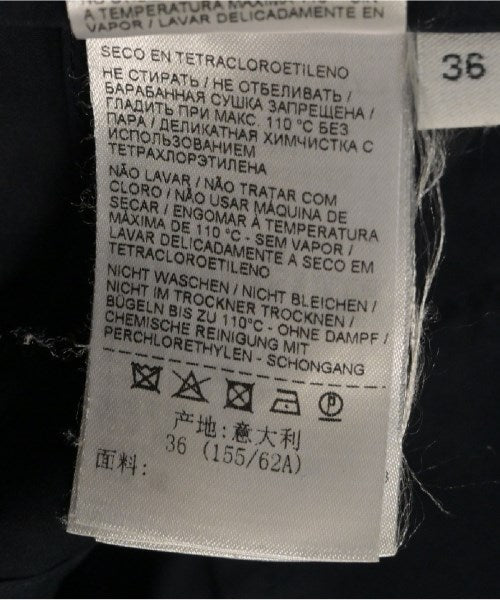 A TEMPERATURA
VAPOR / LAVAR DELICADAMENTE EN
36
SECO EN TETRACLOROETILENO
НЕ СТИРАТЬ / НЕ ОТБЕЛИВАТЬ /
БАРАБАННАЯ СУШКА ЗАПРЕЩЕНА /
ГЛАДИТЬ ПРИ МАКС. 110 °C БЕЗ
ПАРА / ДЕЛИКАТНАЯ ХИМЧИСТКА С
ИСПОЛЬЗОВАНИЕМ
ТЕТРАХЛОРЭТИЛЕНА
NÃO LAVAR / NÃO TRATAR COM
CLORO / NÃO USAR MÁQUINA DE
SECAR / ENGOMAR À TEMPERATURA
MÁXIMA DE 110°C - SEM VAPOR /
LAVAR DELICADAMENTE A SECO EM
TETRACLOROETILENO
NICHT WASCHEN / NICHT BLEICHEN /
NICHT IM TROCKNER TROCKNEN /
BÜGELN BIS ZU 110°C - OHNE DAMPF /
CHEMISCHE REINIGUNG MIT
PERCHLORETHYLEN - SCHONGANG
产地:意大利
36 (155/62A)
面料: